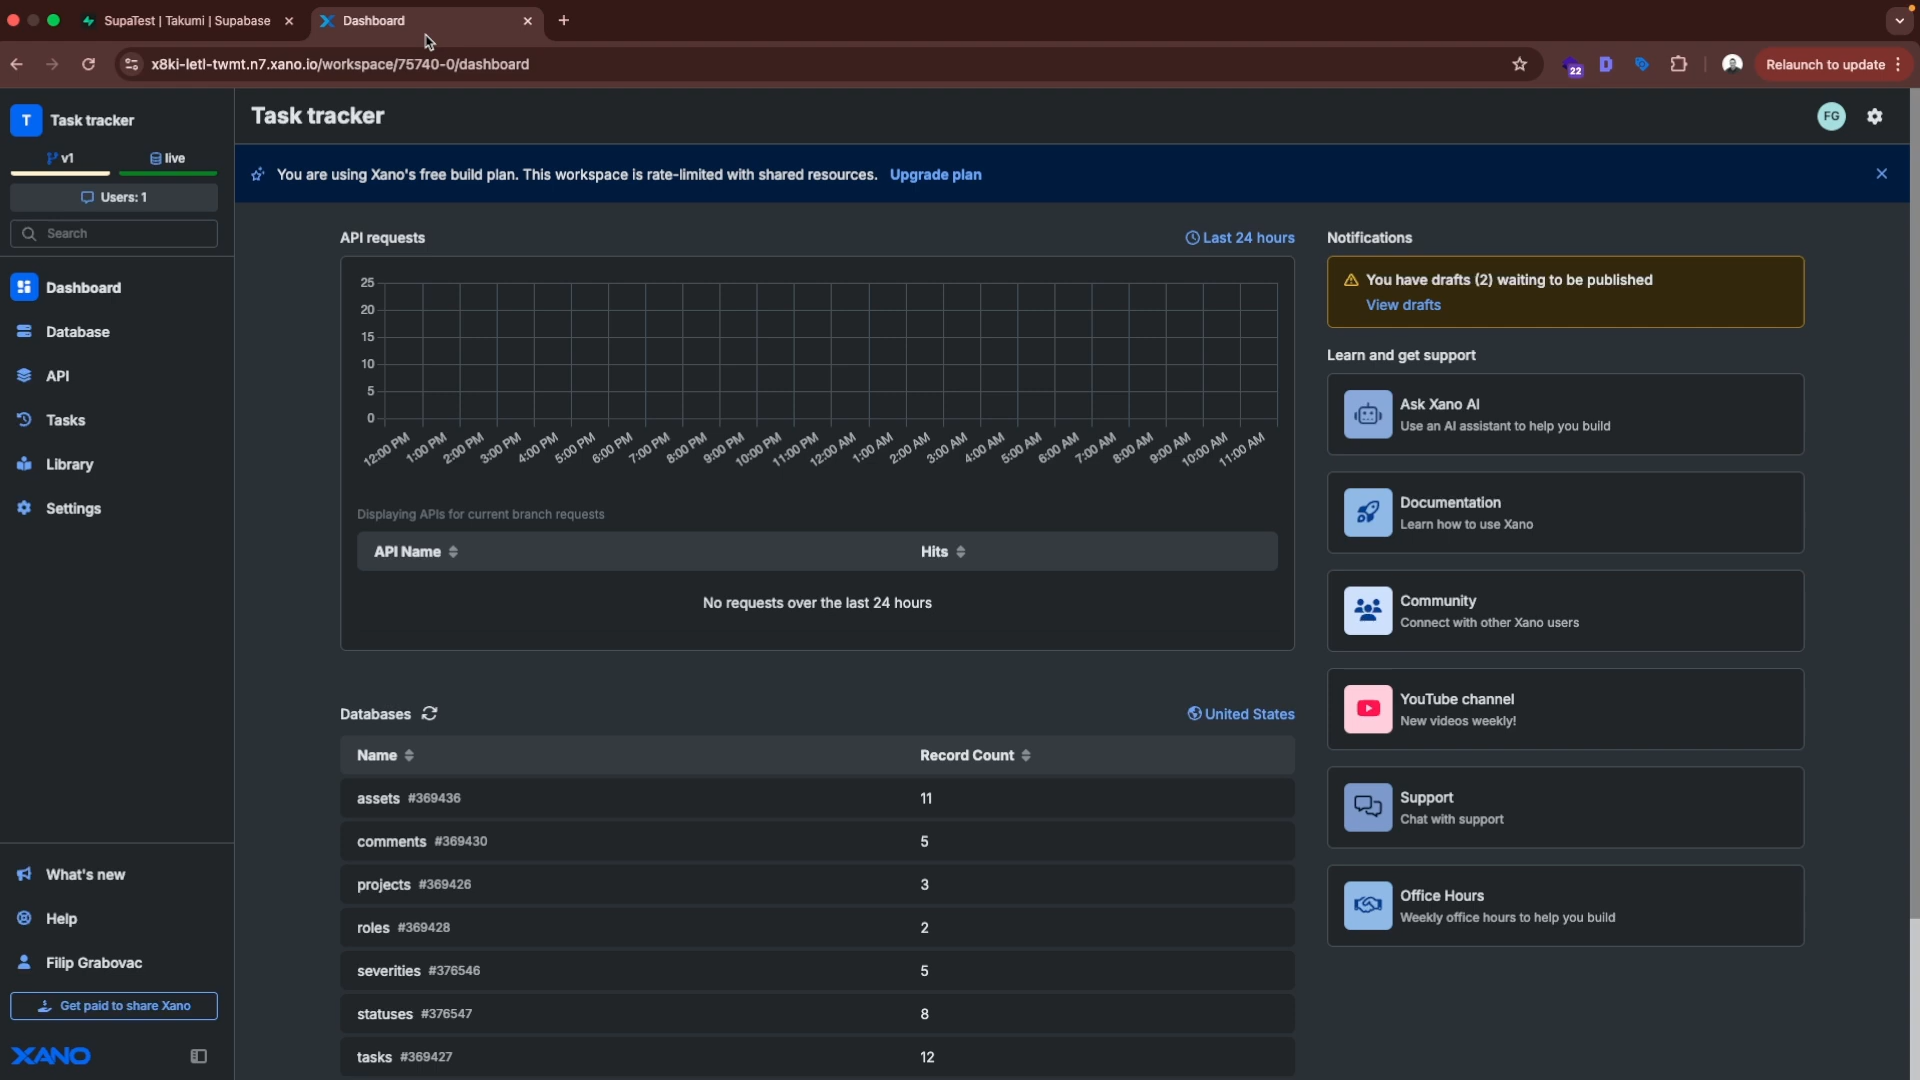 SupaTest | Takumi | Supabase
Dashboard
x8ki-letl-twmt.n7.xano.io/workspace/75740-0/dashboard
22
Relaunch to update
T
Task tracker
v1
live
Users: 1
Search
Dashboard
Database
API
Tasks
Library
Settings
What's new
Help
Filip Grabovac
Get paid to share Xano
XANO
Task tracker
FG
You are using Xano's free build plan. This workspace is rate-limited with shared resources. Upgrade plan
API requests
Last 24 hours
25
20
15
10
5
0
12:00 PM
1:00 PM
2:00 PM
3:00 PM
4:00 PM
5:00 PM
6:00 PM
7:00 PM
8:00 PM
9:00 PM
10:00 PM
11:00 PM
12:00 AM
1:00 AM
2:00 AM
3:00 AM
4:00 AM
5:00 AM
6:00 AM
7:00 AM
8:00 AM
9:00 AM
10:00 AM
11:00 AM
Displaying APIs for current branch requests
API Name
Hits
No requests over the last 24 hours
Databases
United States
Name
Record Count
assets #369436 11
comments #369430 5
projects #369426 3
roles #369428 2
severities #376546 5
statuses #376547 8
tasks #369427 12
Notifications
You have drafts (2) waiting to be published
View drafts
Learn and get support
Ask Xano AI
Use an AI assistant to help you build
Documentation
Learn how to use Xano
Community
Connect with other Xano users
YouTube channel
New videos weekly!
Support
Chat with support
Office Hours
Weekly office hours to help you build